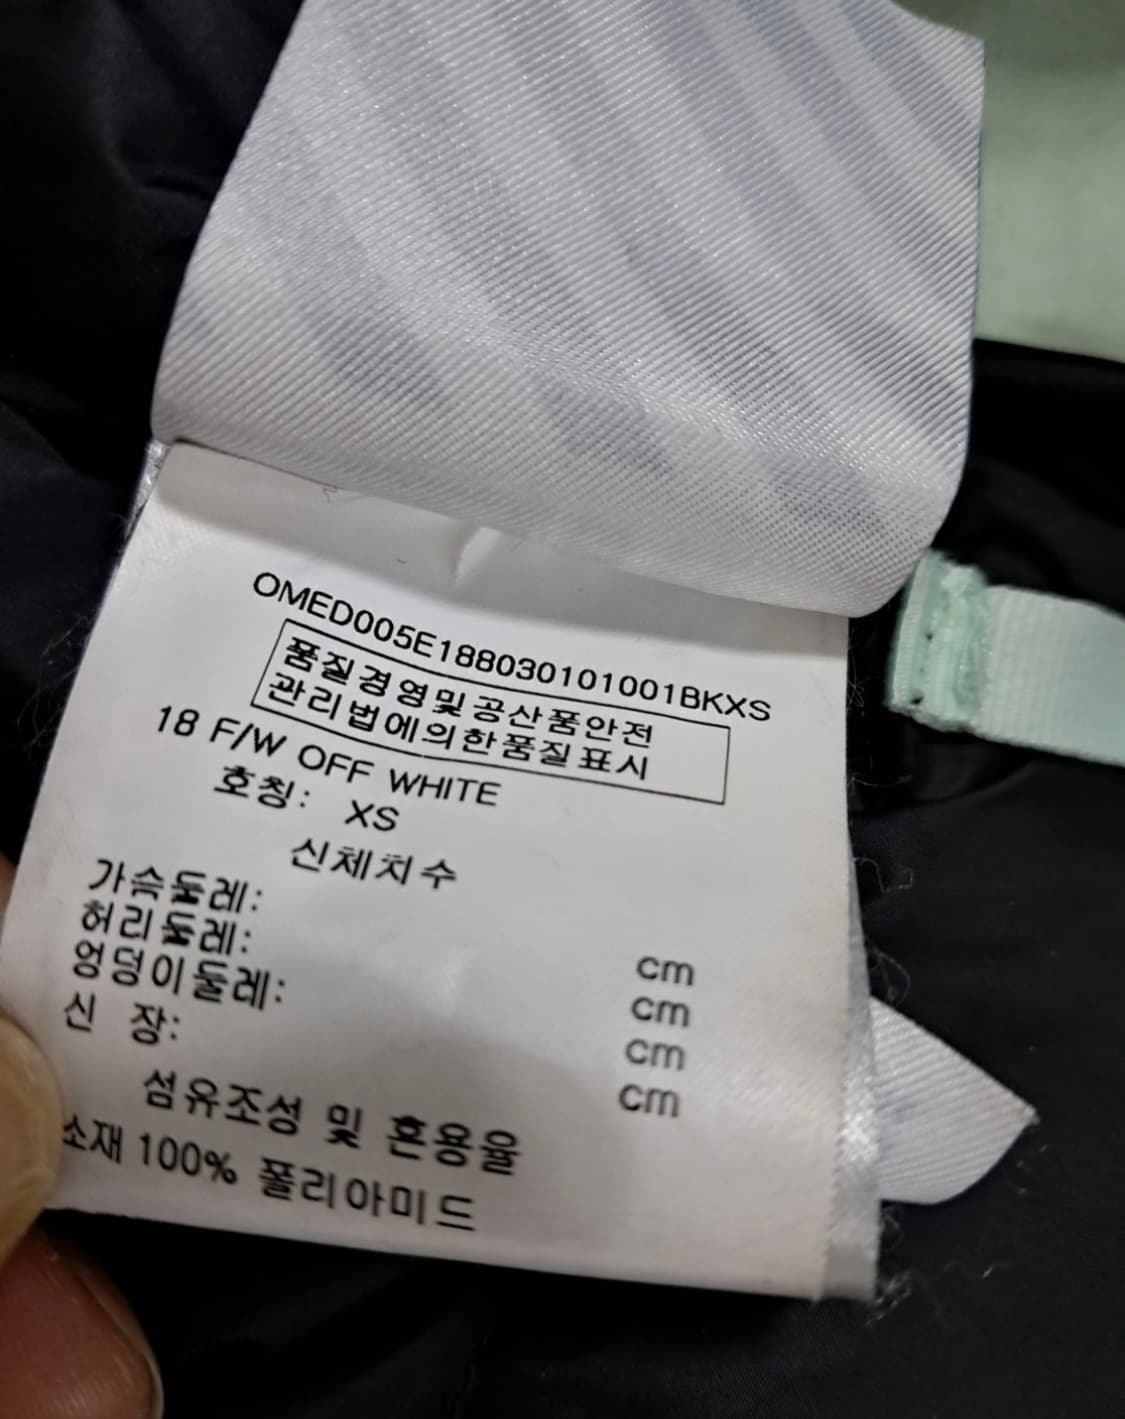 OMED005E188030101001BKXS
품질경영및공산품안전
관리법에의한품질표시
18 F/W OFF WHITE
호칭: XS
신체치수
가슴둘레: cm
허리둘레: cm
엉덩이둘레: cm
신 장: cm
섬유조성 및 혼용율
소재 100% 폴리아미드